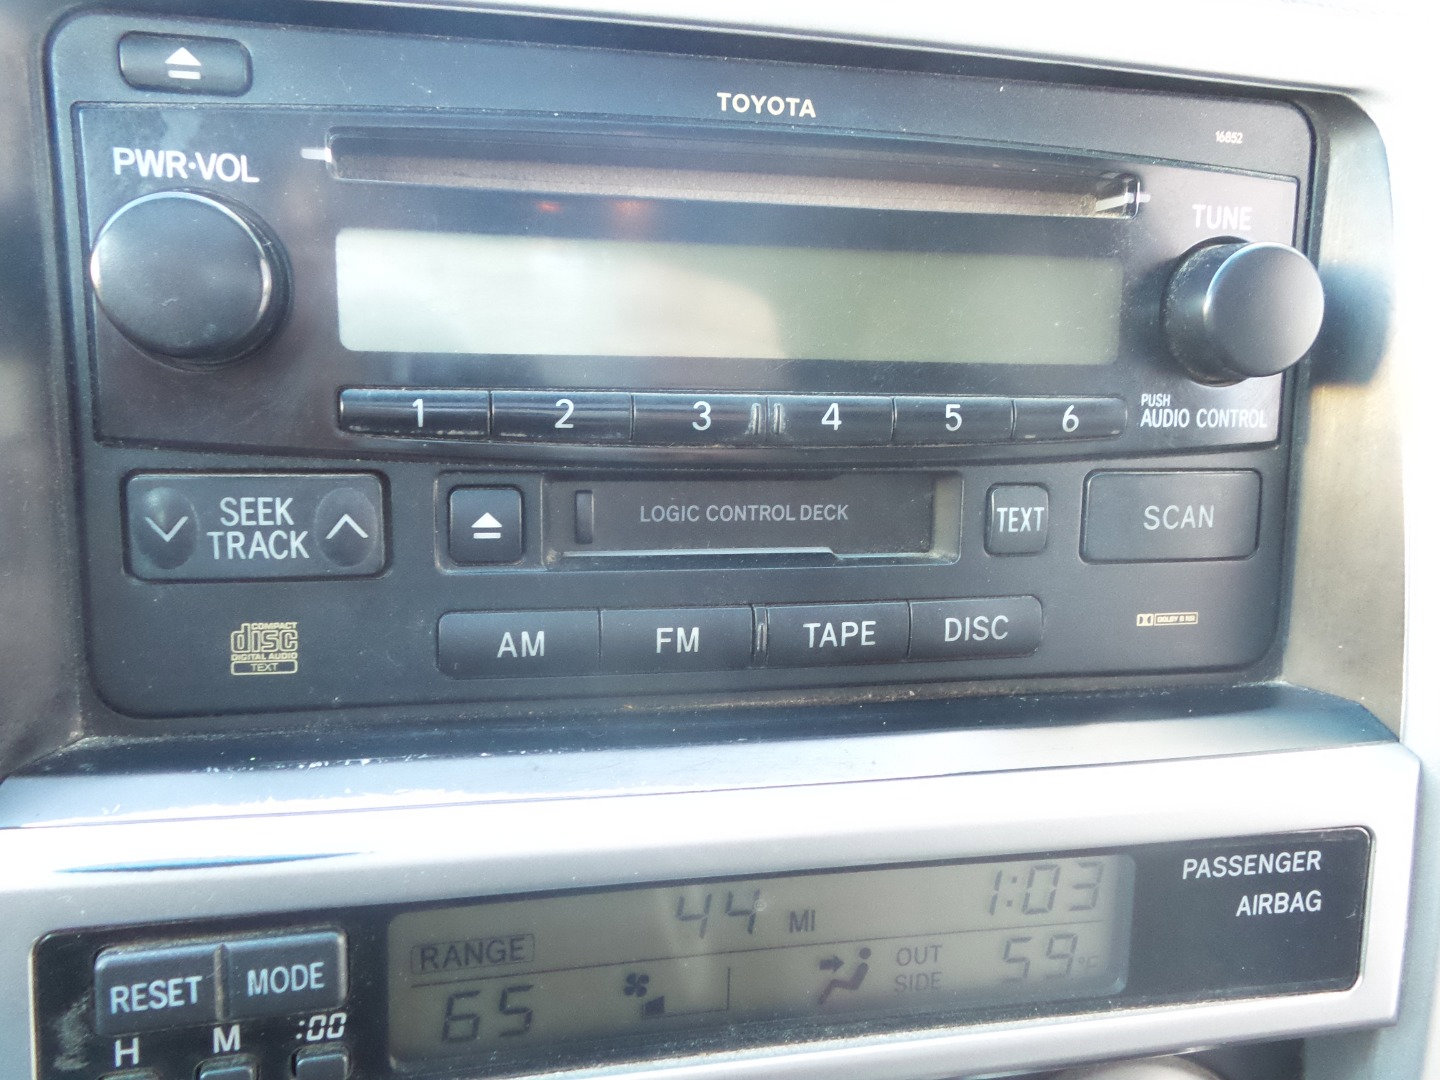 TOYOTA
16852
PWR·VOL
TUNE
1 2 3 4 5 6
PUSH
AUDIO CONTROL
SEEK
TRACK
LOGIC CONTROL DECK
TEXT
SCAN
COMPACT
disc
DIGITAL AUDIO
TEXT
AM FM TAPE DISC
DOLBY B NR
PASSENGER
AIRBAG
44 MI
1:03
RANGE
OUT
SIDE
59°F
65
RESET MODE
H M :00